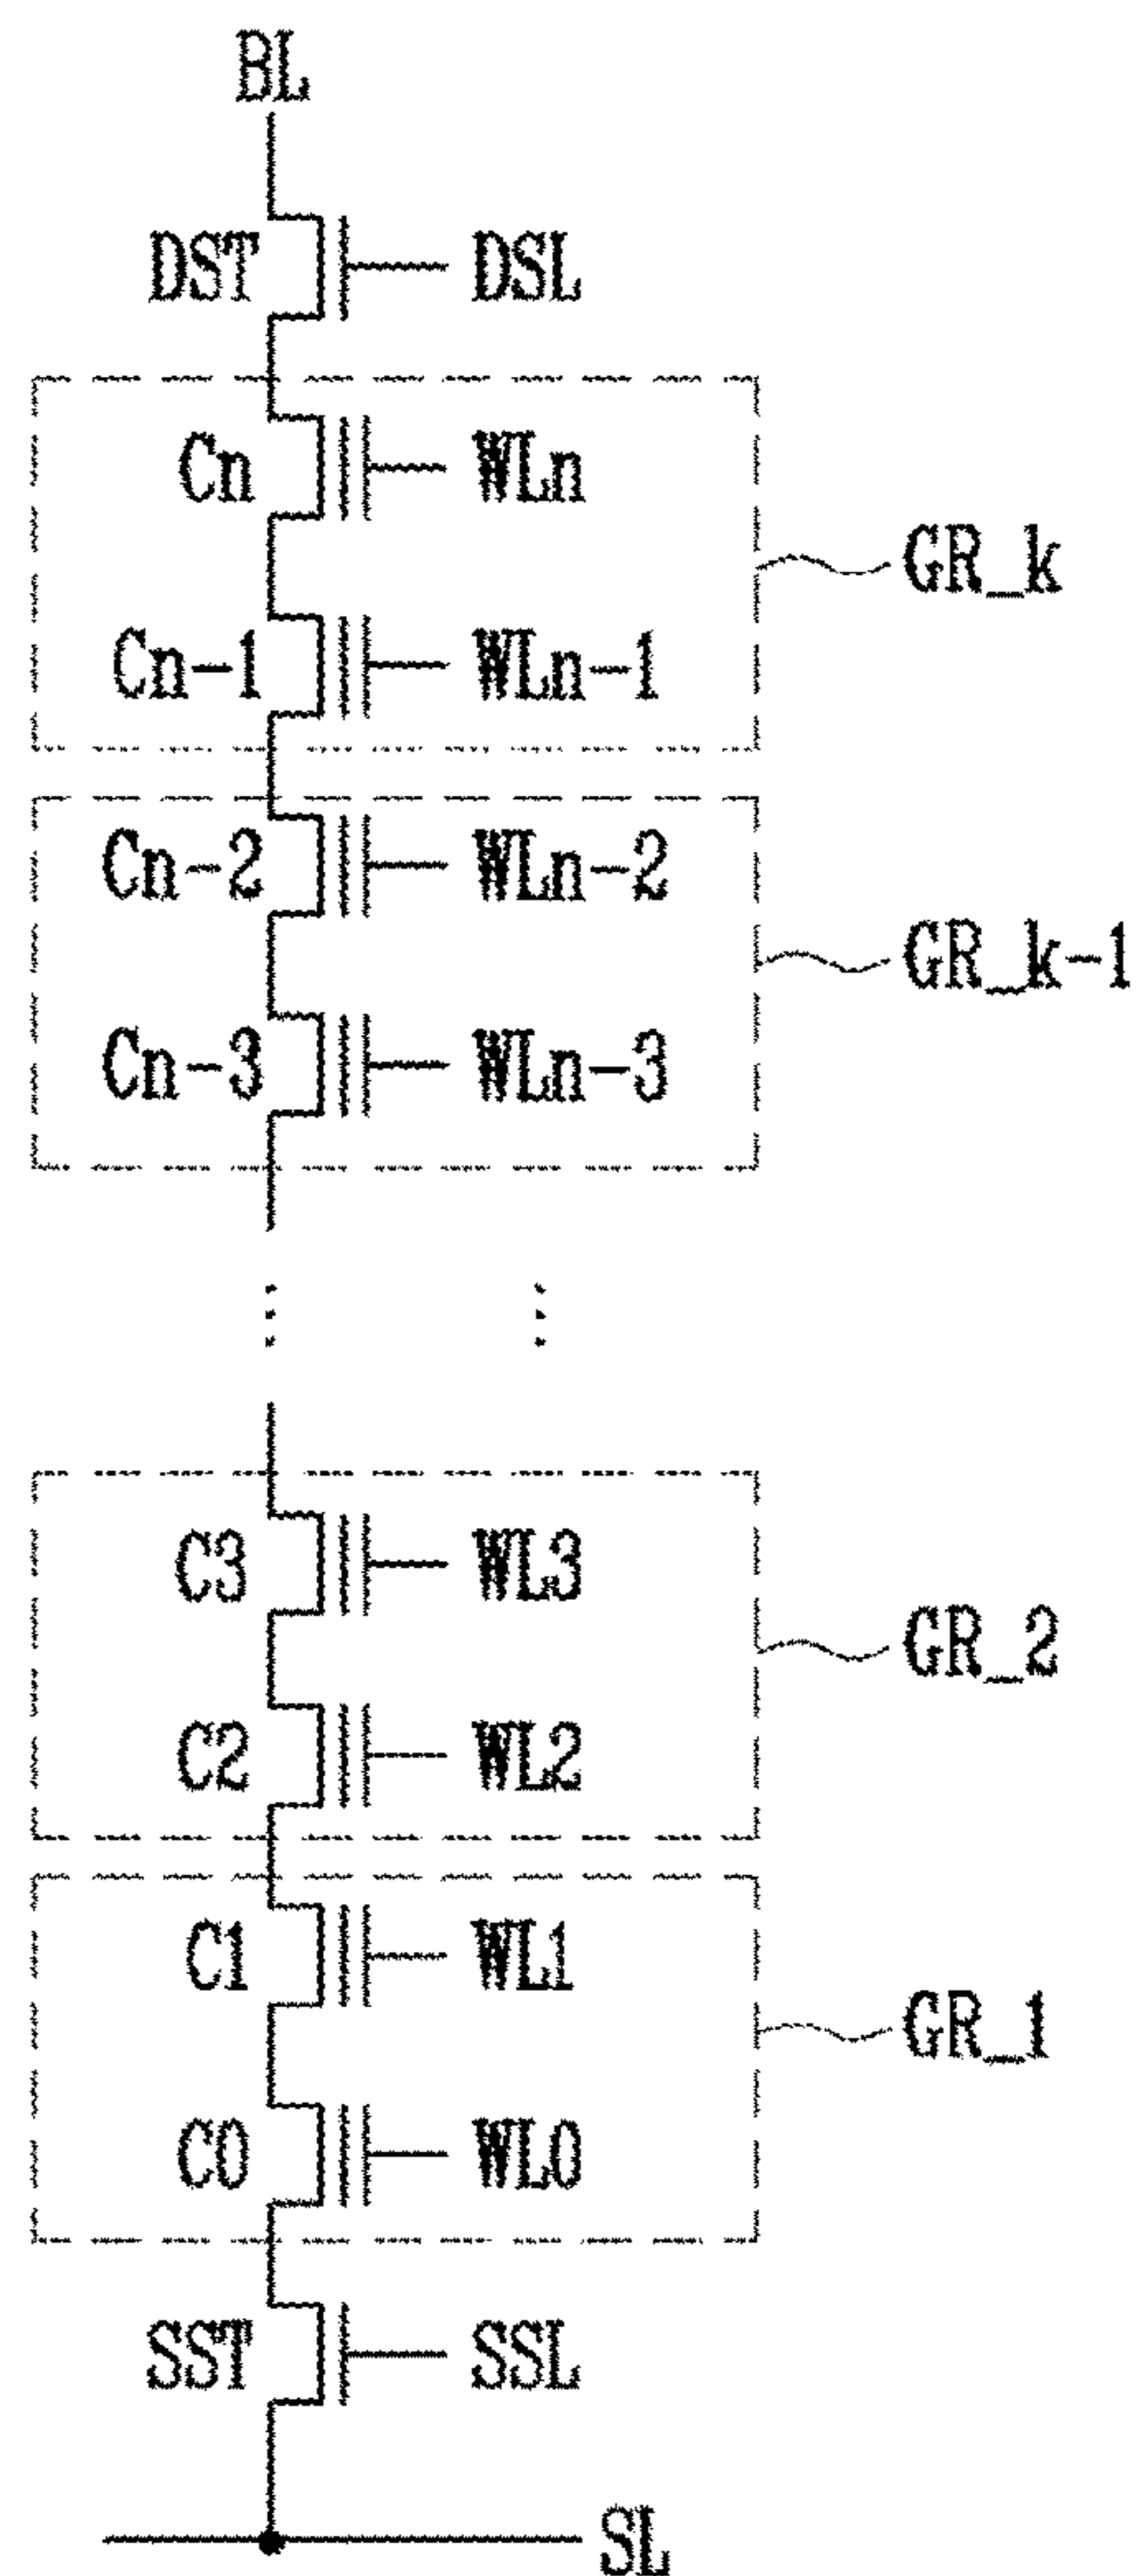 BL
DST DSL
Cn WLn
GR_k
Cn-1 WLn-1
Cn-2 WLn-2
GR_k-1
Cn-3 WLn-3
C3 WL3
GR_2
C2 WL2
C1 WL1
GR_1
C0 WL0
SST SSL
SL